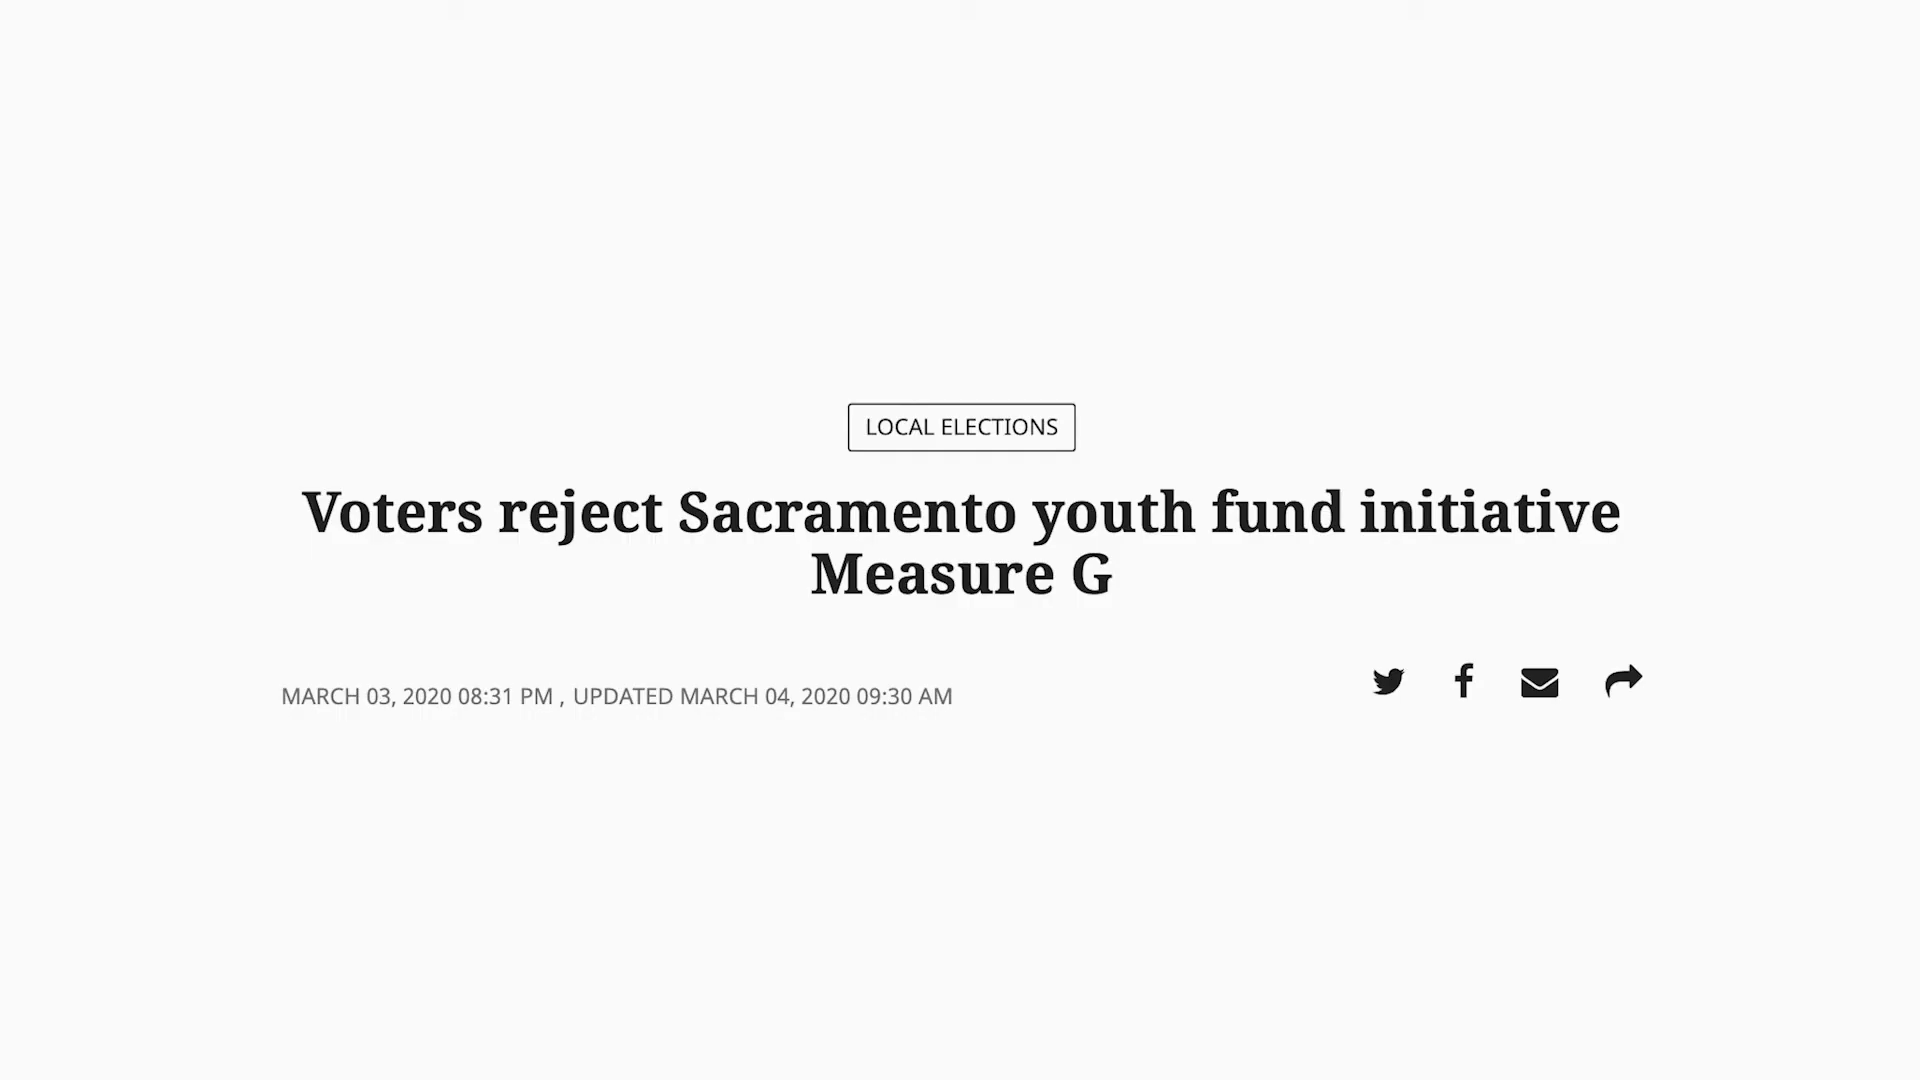 LOCAL ELECTIONS
Voters reject Sacramento youth fund initiative
Measure G
MARCH 03, 2020 08:31 PM , UPDATED MARCH 04, 2020 09:30 AM